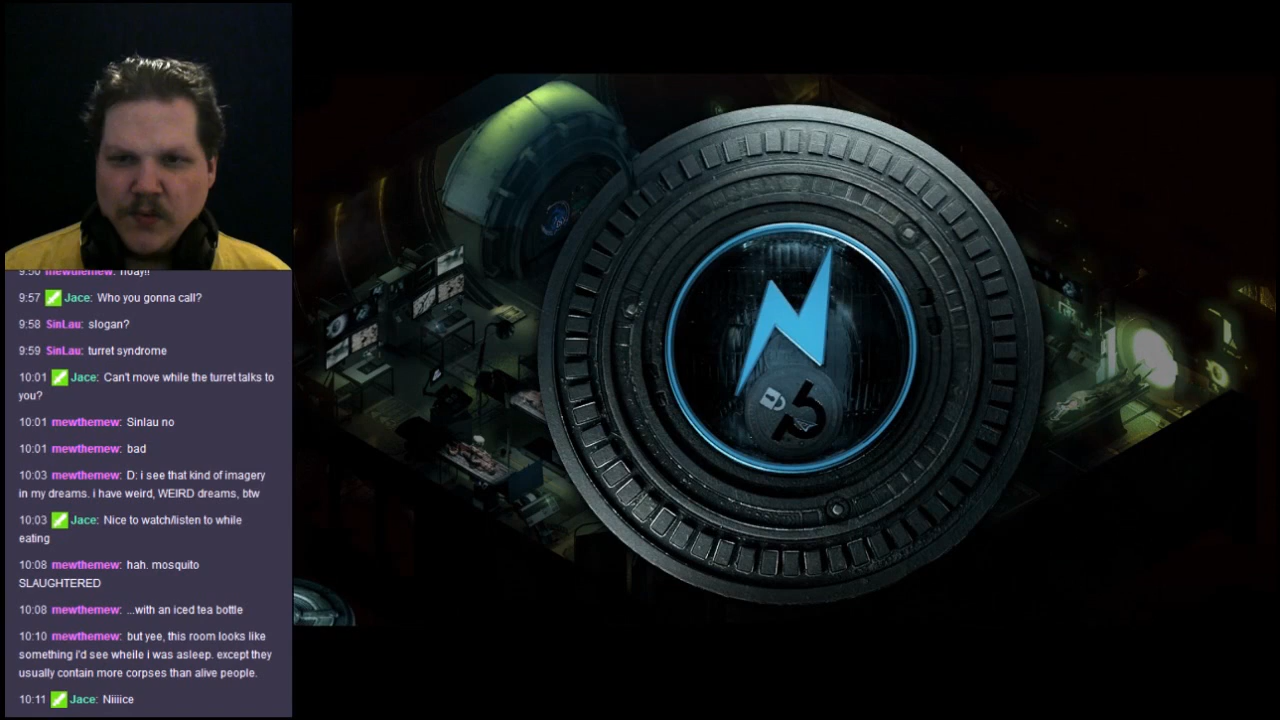 9:50 mewthemew: noay!!
9:57 Jace: Who you gonna call?
9:58 SinLau: slogan?
9:59 SinLau: turret syndrome
10:01 Jace: Can't move while the turret talks to
you?
10:01 mewthemew: Sinlau no
10:01 mewthemew: bad
10:03 mewthemew: D: i see that kind of imagery
in my dreams. i have weird, WEIRD dreams, btw
10:03 Jace: Nice to watch/listen to while
eating
10:08 mewthemew: hah. mosquito
SLAUGHTERED
10:08 mewthemew: ...with an iced tea bottle
10:10 mewthemew: but yee, this room looks like
something i'd see wheile i was asleep. except they
usually contain more corpses than alive people.
10:11 Jace: Niiiice